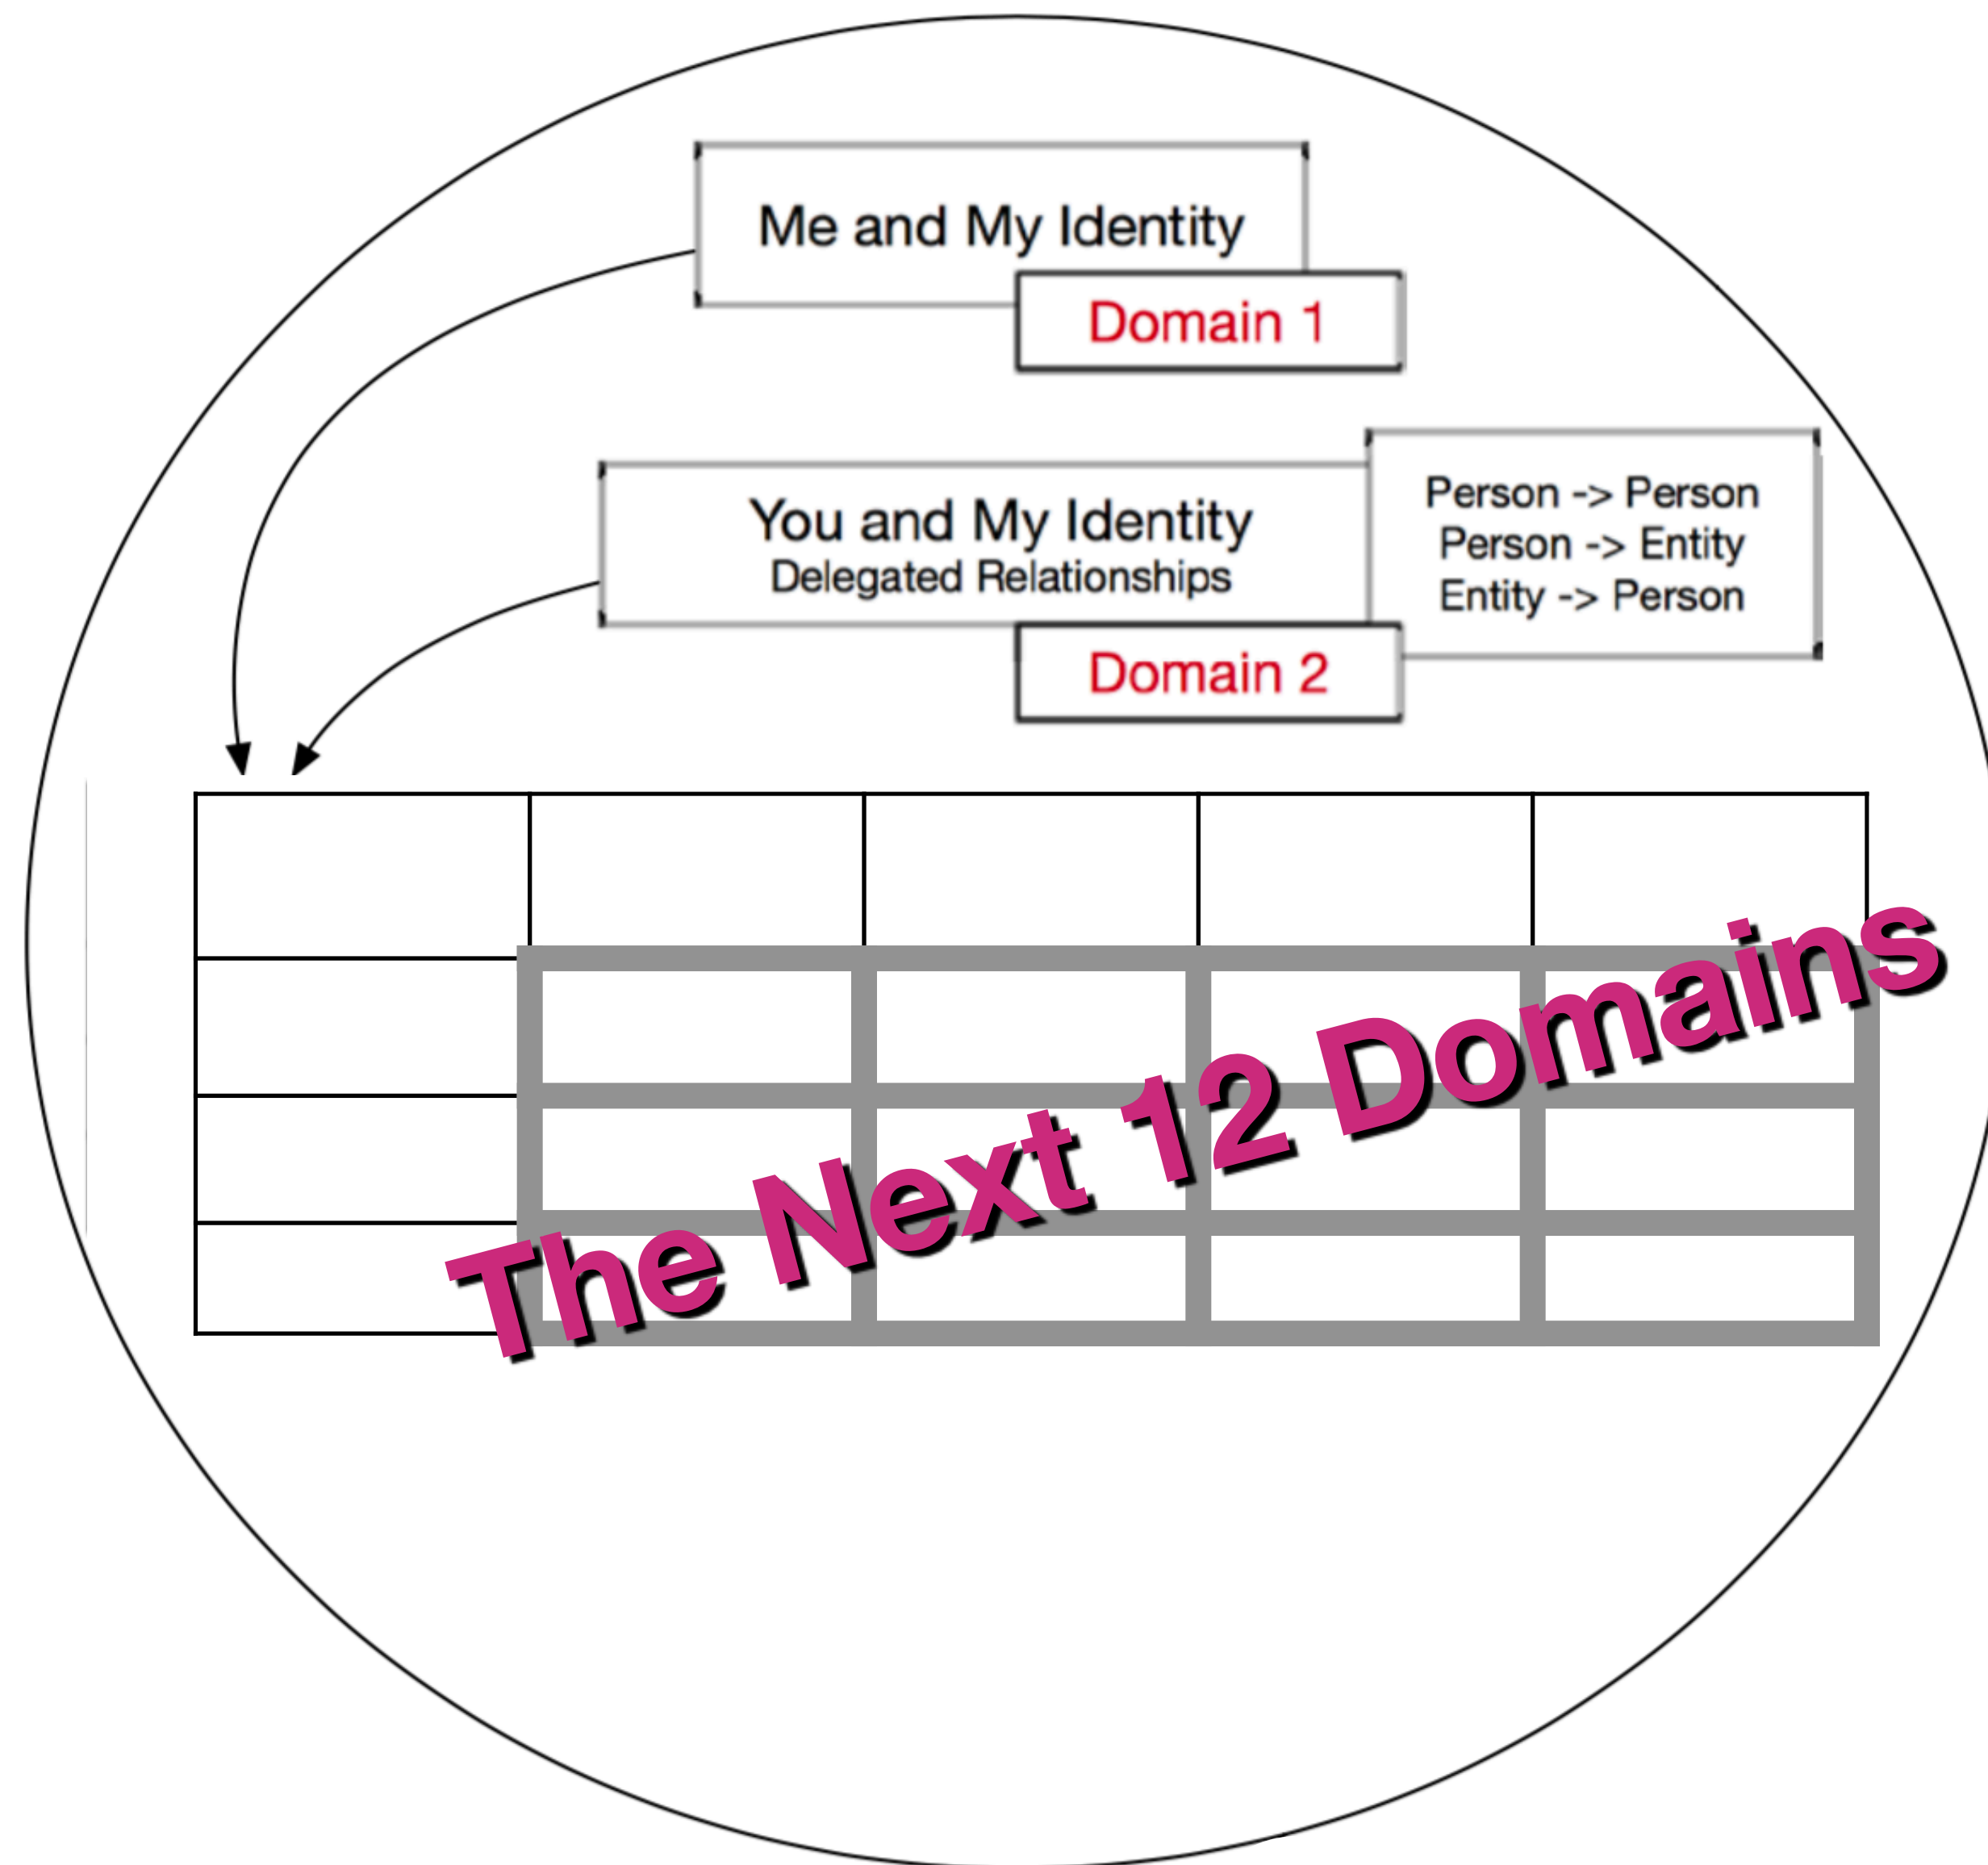 Me and My Identity
Domain 1
You and My Identity
Delegated Relationships
Person -> Person
Person -> Entity
Entity -> Person
Domain 2
The Next 12 Domains